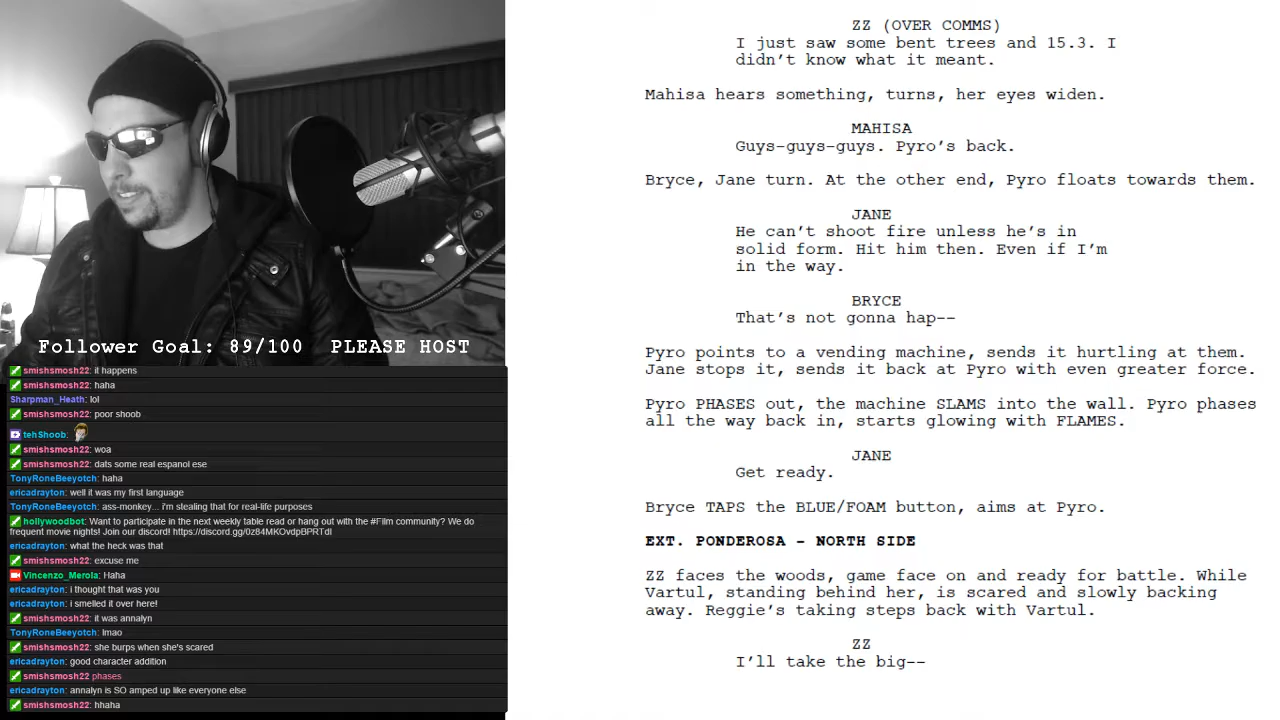 ZZ (OVER COMMS)
I just saw some bent trees and 15.3. I
didn't know what it meant.
Mahisa hears something, turns, her eyes widen.
MAHISA
Guys-guys-guys. Pyro's back.
Bryce, Jane turn. At the other end, Pyro floats towards them.
JANE
He can't shoot fire unless he's in
solid form. Hit him then. Even if I'm
in the way.
BRYCE
That's not gonna hap--
Pyro points to a vending machine, sends it hurtling at them.
Jane stops it, sends it back at Pyro with even greater force.
Pyro PHASES out, the machine SLAMS into the wall. Pyro phases
all the way back in, starts glowing with FLAMES.
JANE
Get ready.
Bryce TAPS the BLUE/FOAM button, aims at Pyro.
EXT. PONDEROSA - NORTH SIDE
ZZ faces the woods, game face on and ready for battle. While
Vartul, standing behind her, is scared and slowly backing
away. Reggie's taking steps back with Vartul.
ZZ
I'll take the big--
Follower Goal: 89/100 PLEASE HOST
smishsmosh22: it happens
smishsmosh22: haha
Sharpman_Heath: lol
smishsmosh22: poor shoob
tehShoob:
smishsmosh22: woa
smishsmosh22: dats some real espanol ese
TonyRoneBeeyotch: haha
ericadrayton: well it was my first language
TonyRoneBeeyotch: ass-monkey... i'm stealing that for real-life purposes
hollywoodbot: Want to participate in the next weekly table read or hang out with the #Film community? We do
frequent movie nights! Join our discord! https://discord.gg/0z84MKOvdpBPRTdI
ericadrayton: what the heck was that
smishsmosh22: excuse me
Vincenzo_Merola: Haha
ericadrayton: i thought that was you
ericadrayton: i smelled it over here!
smishsmosh22: it was annalyn
TonyRoneBeeyotch: lmao
smishsmosh22: she burps when she's scared
ericadrayton: good character addition
smishsmosh22 phases
ericadrayton: annalyn is SO amped up like everyone else
smishsmosh22: hhaha